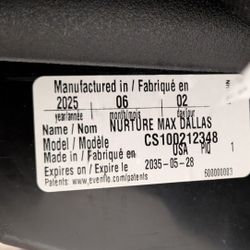 Manufactured in / Fabriqué en
2025 06 02
year/année month/mois day/jour
Name / Nom NURTURE MAX DALLAS
Model / Modèle CS100212348
Made in / Fabriqué en USA P/U 1
Expires on / Expire le 2035-05-28
Patents: www.evenflo.com/patents 600000083